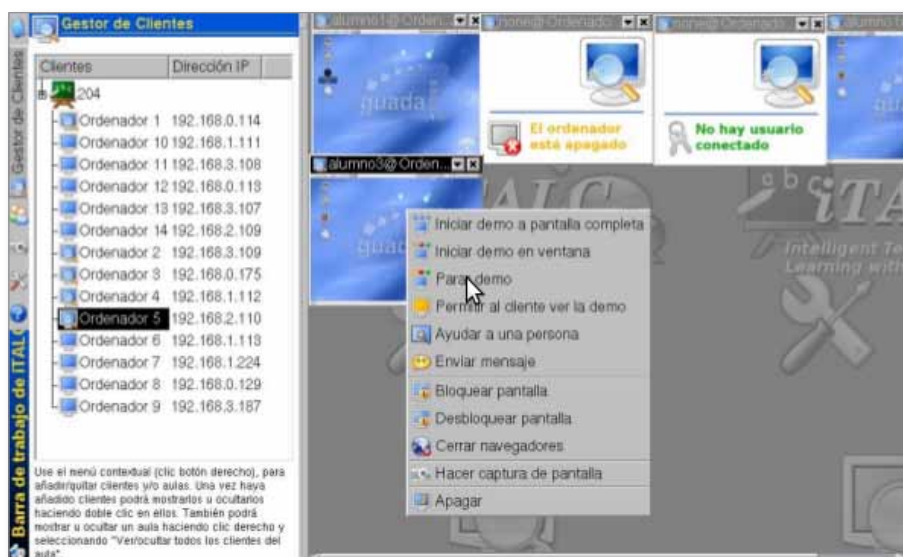 Gestor de Clientes
Gestor de Clientes
Barra de trabajo de iTALC
Clientes Dirección IP
204
Ordenador 1 192.168.0.114
Ordenador 10 192.168.1.111
Ordenador 11 192.168.3.108
Ordenador 12 192.168.0.113
Ordenador 13 192.168.3.107
Ordenador 14 192.168.2.109
Ordenador 2 192.168.3.109
Ordenador 3 192.168.0.175
Ordenador 4 192.168.1.112
Ordenador 5 192.168.2.110
Ordenador 6 192.168.1.113
Ordenador 7 192.168.1.224
Ordenador 8 192.168.0.129
Ordenador 9 192.168.3.187
Use el menú contextual (clic botón derecho), para
añadir/quitar clientes y/o aulas. Una vez haya
añadido clientes podrá mostrarlos u ocultarlos
haciendo doble clic en ellos. También podrá
mostrar u ocultar un aula haciendo clic derecho y
seleccionando "Ver/ocultar todos los clientes del
aula"
alumno1@Orden...
none@Ordenado
none@Ordenado
guada
El ordenador
está apagado
No hay usuario
conectado
alumno3@Orden...
Iniciar demo a pantalla completa
Iniciar demo en ventana
Parar demo
Permitir al cliente ver la demo
Ayudar a una persona
Enviar mensaje
Bloquear pantalla
Desbloquear pantalla
Cerrar navegadores
Hacer captura de pantalla
Apagar
abc
iTA
Intelligent Te
Learning with